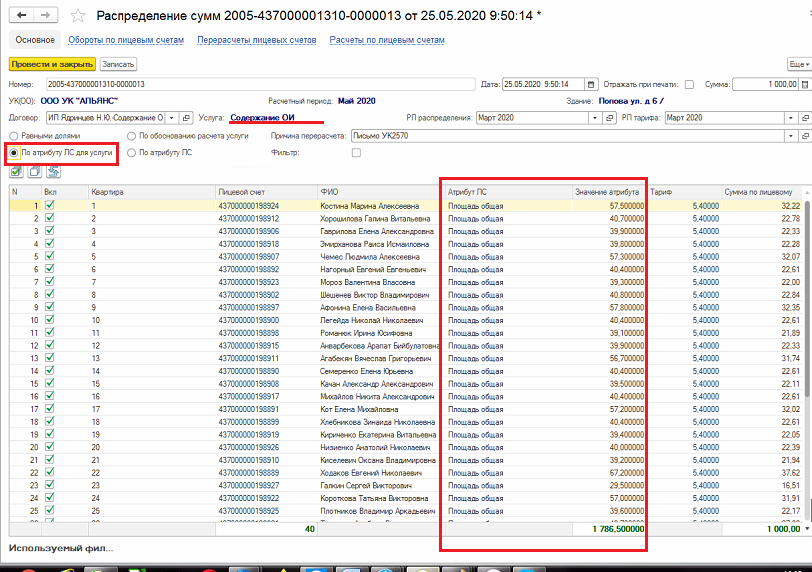 Распределение сумм 2005-437000001310-0000013 от 25.05.2020 9:50:14 *
Основное Обороты по лицевым счетам Перерасчеты лицевых счетов Расчеты по лицевым счетам
Провести и закрыть Записать Еще
Номер: 2005-437000001310-0000013 Дата: 25.05.2020 9:50:14 Отражать при печати: Сумма: 1 000,00
УК(ОО): ООО УК "АЛЬЯНС" Расчетный период: Май 2020 Здание: Попова ул. д 6 /
Договор: ИП Ядринцев Н.Ю.-Содержание О Услуга: Содержание ОИ РП распределения: Март 2020 РП тарифа: Март 2020
Равными долями По обоснованию расчета услуги Причина перерасчета: Письмо УК2570
По атрибуту ЛС для услуги По атрибуту ЛС Фильтр:
N Вкл Квартира Лицевой счет ФИО Атрибут ЛС Значение атрибута Тариф Сумма по лицевому
1 1 437000000198924 Костина Марина Алексеевна Площадь общая 57,500000 5,40000 32,22
2 2 437000000198912 Хорошилова Галина Витальевна Площадь общая 40,700000 5,40000 22,78
3 3 437000000198906 Гаврилова Елена Александровна Площадь общая 39,900000 5,40000 22,33
4 4 437000000198918 Эмирханова Раиса Исмаиловна Площадь общая 39,800000 5,40000 22,28
5 5 437000000198907 Чемес Людмила Алексеевна Площадь общая 57,300000 5,40000 32,07
6 6 437000000198892 Нагорный Евгений Евгеньевич Площадь общая 40,400000 5,40000 22,61
7 7 437000000198923 Мороз Валентина Власовна Площадь общая 39,300000 5,40000 22,00
8 8 437000000198902 Шешенев Виктор Владимирович Площадь общая 40,800000 5,40000 22,84
9 9 437000000198897 Афонина Елена Васильевна Площадь общая 57,800000 5,40000 32,35
10 10 437000000198900 Легейда Николай Николаевич Площадь общая 40,400000 5,40000 22,61
11 11 437000000198898 Романюк Ирина Юсифовна Площадь общая 39,100000 5,40000 21,89
12 12 437000000198915 Анварбекова Арапат Бийбулатовна Площадь общая 39,900000 5,40000 22,33
13 13 437000000198911 Агабекян Вячеслав Григорьевич Площадь общая 56,700000 5,40000 31,74
14 14 437000000198890 Семеренко Елена Юрьевна Площадь общая 40,400000 5,40000 22,61
15 15 437000000198908 Качан Александр Александрович Площадь общая 39,500000 5,40000 22,11
16 16 437000000198917 Михайлов Никита Александрович Площадь общая 40,400000 5,40000 22,61
17 17 437000000198891 Кот Елена Михайловна Площадь общая 57,200000 5,40000 32,02
18 18 437000000198899 Хлебникова Зинаида Николаевна Площадь общая 40,400000 5,40000 22,61
19 19 437000000198919 Кириченко Екатерина Витальевна Площадь общая 39,400000 5,40000 22,05
20 20 437000000198926 Низиенко Анатолий Николаевич Площадь общая 40,000000 5,40000 22,39
21 21 437000000198910 Киселевич Оксана Владимировна Площадь общая 39,200000 5,40000 21,94
22 22 437000000198889 Ходаков Евгений Николаевич Площадь общая 67,200000 5,40000 37,62
23 23 437000000198927 Галкин Сергей Викторович Площадь общая 29,500000 5,40000 16,51
24 24 437000000198922 Короткова Татьяна Викторовна Площадь общая 57,000000 5,40000 31,91
25 25 437000000198925 Плотников Владимир Аркадьевич Площадь общая 39,600000 5,40000 22,17
40 1 786,500000 1 000,00
Используемый фил...